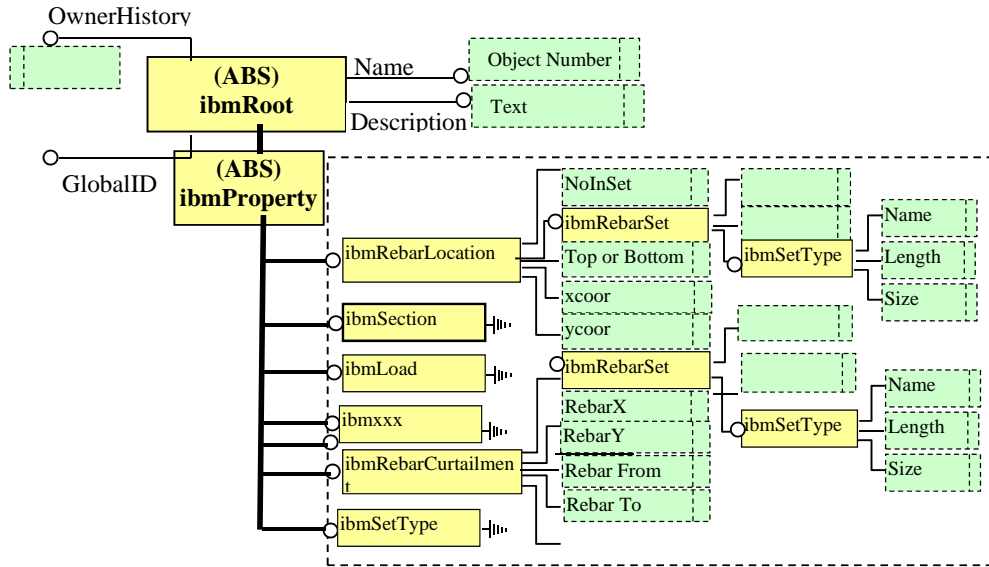 OwnerHistory
(ABS)
ibmRoot
Name
Object Number
Description
Text
GlobalID
(ABS)
ibmProperty
ibmRebarLocation
NoInSet
ibmRebarSet
Top or Bottom
xcoor
ycoor
ibmSetType
Name
Length
Size
ibmSection
ibmLoad
ibmxxx
ibmRebarCurtailmen
t
ibmRebarSet
RebarX
RebarY
Rebar From
Rebar To
ibmSetType
Name
Length
Size
ibmSetType